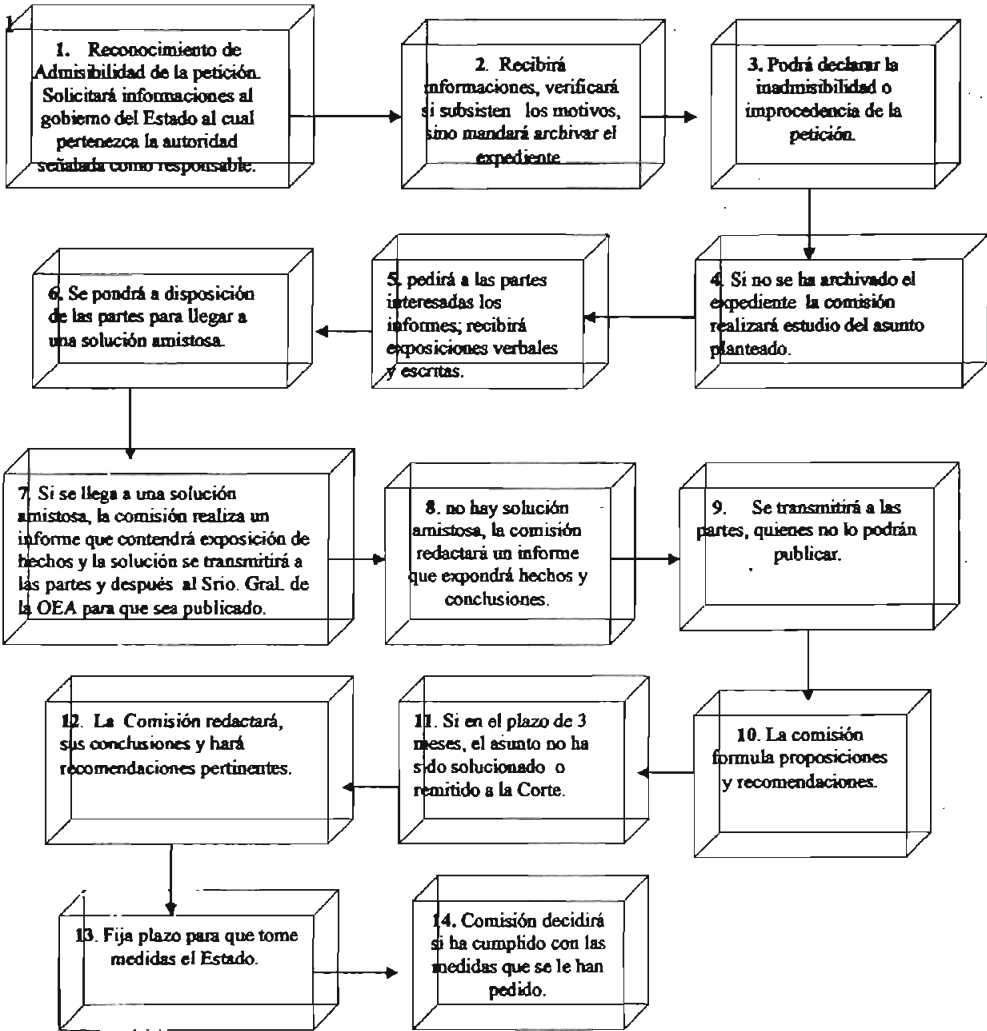 1
1. Reconocimiento de
Admisibilidad de la petición.
Solicitará informaciones al
gobierno del Estado al cual
pertenezca la autoridad
señalada como responsable.
2. Recibirá
informaciones, verificará
si subsisten los motivos,
sino mandará archivar el
expediente
3. Podrá declarar la
inadmisibilidad o
improcedencia de la
petición.
4. Si no se ha archivado el
expediente la comisión
realizará estudio del asunto
planteado.
5. pedirá a las partes
interesadas los
informes; recibirá
exposiciones verbales
y escritas.
6. Se pondrá a disposición
de las partes para llegar a
una solución amistosa.
7. Si se llega a una solución
amistosa, la comisión realiza un
informe que contendrá exposición de
hechos y la solución se transmitirá a
las partes y después al Srio. Gral. de
la OEA para que sea publicado.
8. no hay solución
amistosa, la comisión
redactará un informe
que expondrá hechos y
conclusiones.
9. Se transmitirá a las
partes, quienes no lo podrán
publicar.
10. La comisión
formula proposiciones
y recomendaciones.
11. Si en el plazo de 3
meses, el asunto no ha
sido solucionado o
remitido a la Corte.
12. La Comisión redactará,
sus conclusiones y hará
recomendaciones pertinentes.
13. Fija plazo para que tome
medidas el Estado.
14. Comisión decidirá
si ha cumplido con las
medidas que se le han
pedido.